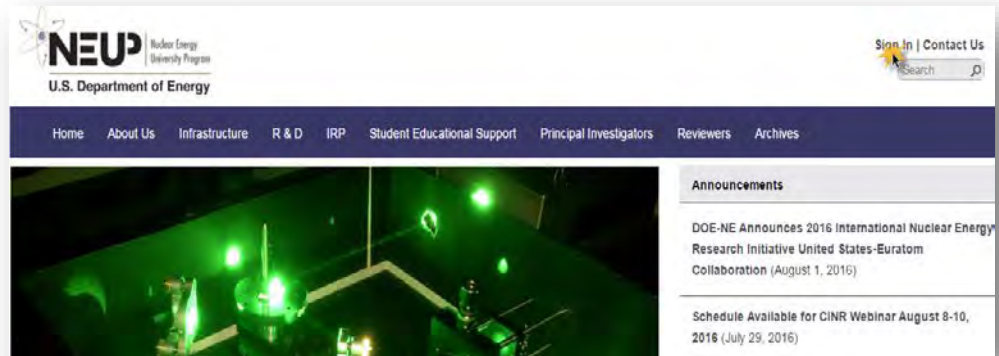 NEUP Nuclear Energy
University Program
U.S. Department of Energy
Sign In | Contact Us
Search
Home About Us Infrastructure R & D IRP Student Educational Support Principal Investigators Reviewers Archives
Announcements
DOE-NE Announces 2016 International Nuclear Energy
Research Initiative United States-Euratom
Collaboration (August 1, 2016)
Schedule Available for CINR Webinar August 8-10,
2016 (July 29, 2016)